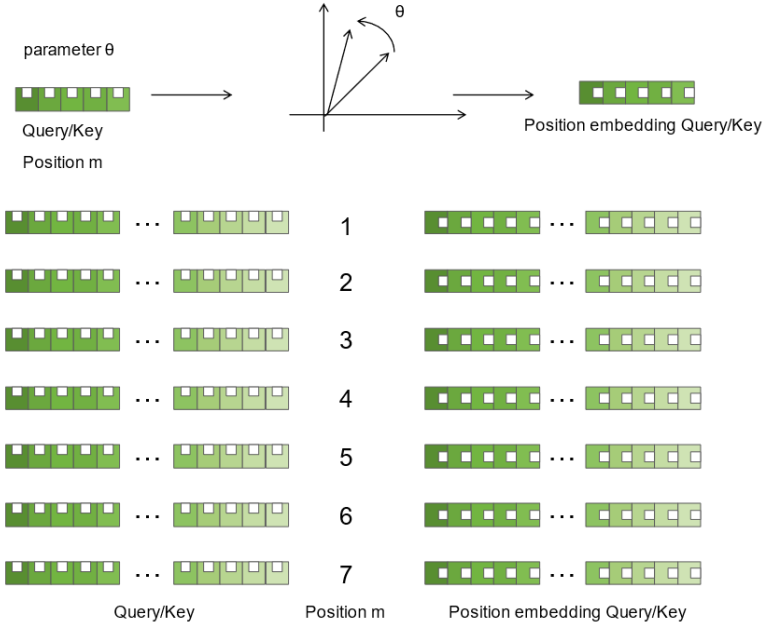 θ
parameter θ
Query/Key
Position embedding Query/Key
Position m
... 1 ...
... 2 ...
... 3 ...
... 4 ...
... 5 ...
... 6 ...
... 7 ...
Query/Key Position m Position embedding Query/Key